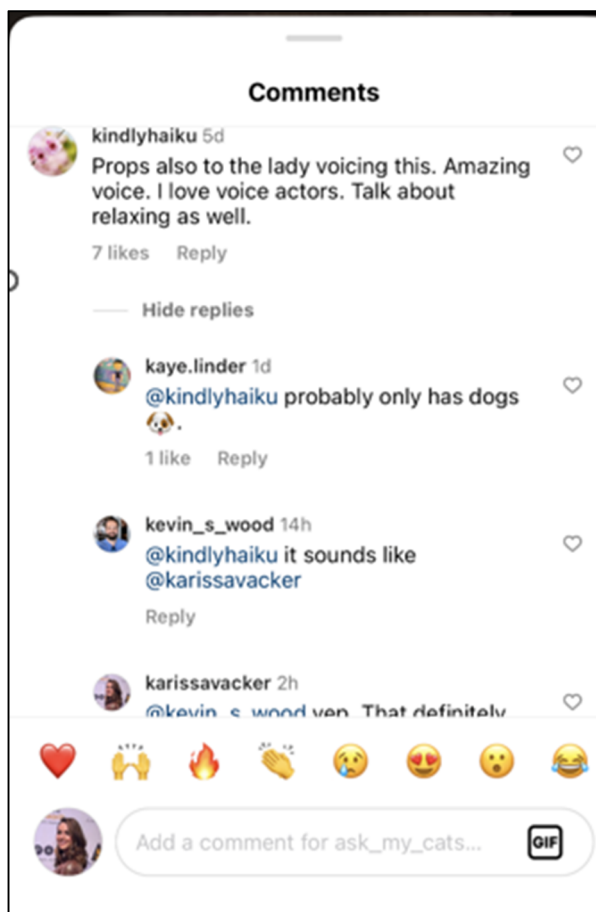 Comments
kindlyhaiku 5d
Props also to the lady voicing this. Amazing
voice. I love voice actors. Talk about
relaxing as well.
7 likes Reply
Hide replies
kaye.linder 1d
@kindlyhaiku probably only has dogs
🐶.
1 like Reply
kevin_s_wood 14h
@kindlyhaiku it sounds like
@karissavacker
Reply
karissavacker 2h
@kevin_s_wood yep. That definitely
Add a comment for ask_my_cats... GIF